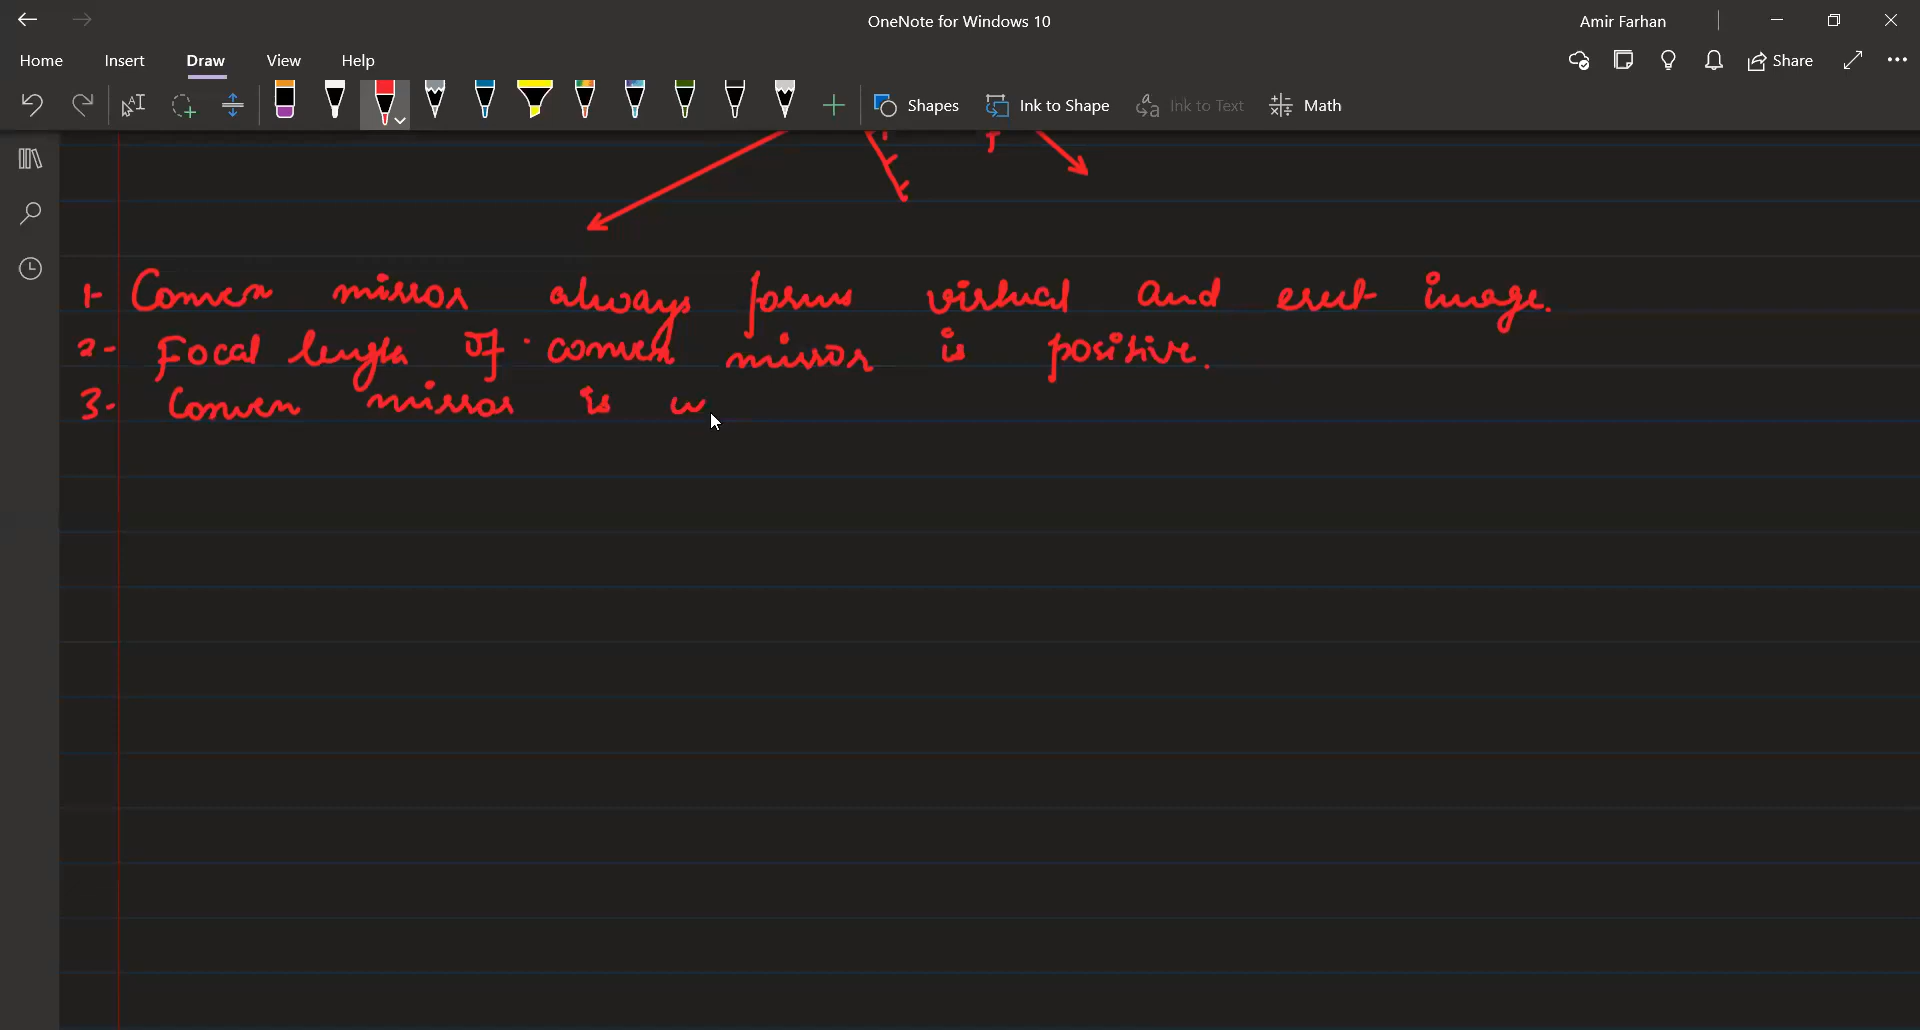 OneNote for Windows 10
Amir Farhan
Home Insert Draw View Help
Share
Shapes Ink to Shape Ink to Text Math
1- Convex mirror always forms virtual and erect image.
2- Focal length of convex mirror is positive.
3- Convex mirror is u